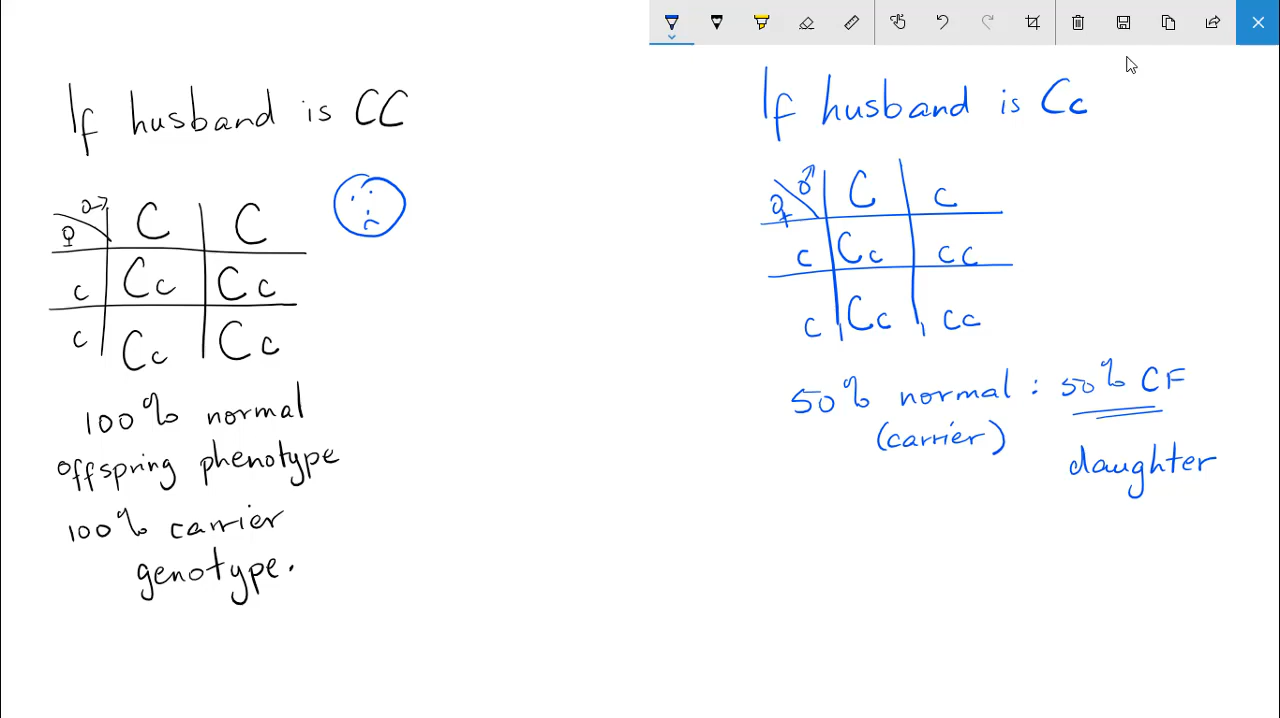 If husband is CC
♀ ♂ C C
c Cc Cc
c Cc Cc
100% normal
offspring phenotype
100% carrier
genotype.
If husband is Cc
♀ ♂ C c
c Cc cc
c Cc cc
50% normal : 50% CF
(carrier)
daughter